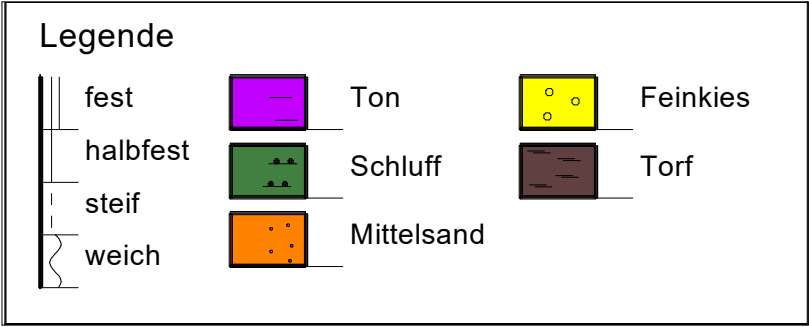 Legende
fest
halbfest
steif
weich
Ton
Schluff
Mittelsand
Feinkies
Torf